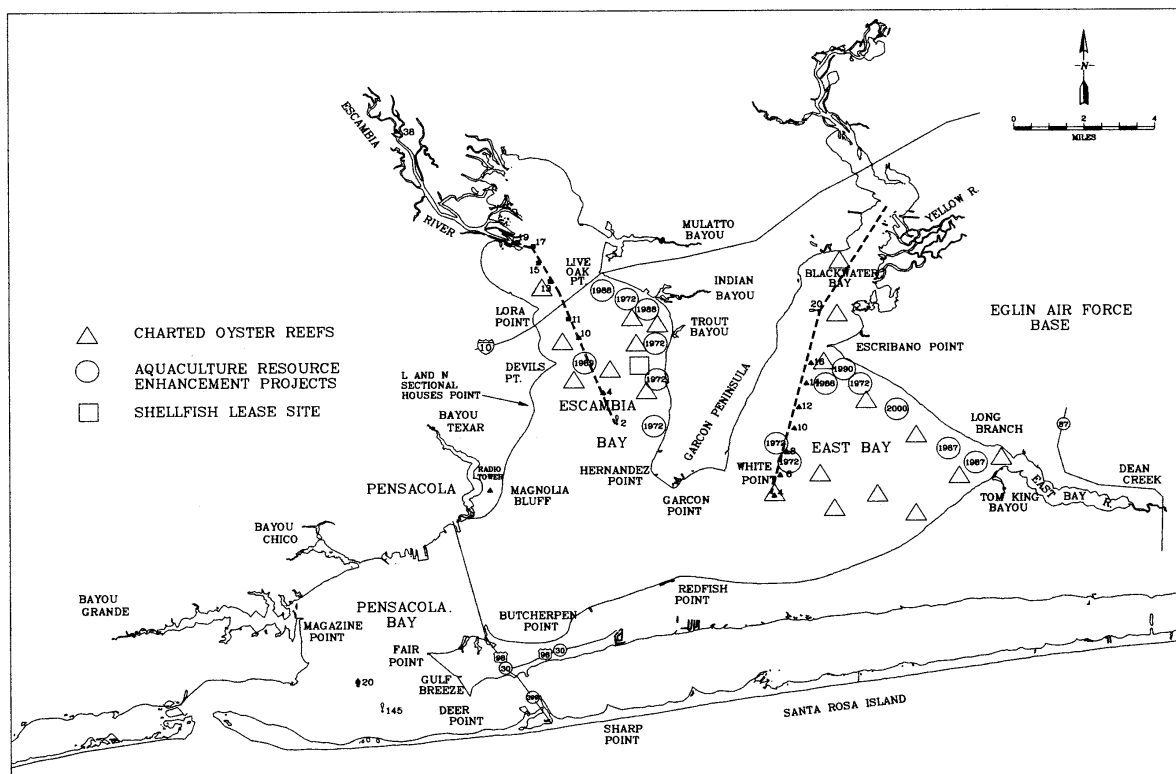 ESCAMBIA
RIVER
38
19
17
15
13
11
10
4
2
LIVE
OAK
PT.
MULATTO
BAYOU
INDIAN
BAYOU
TROUT
BAYOU
LORA
POINT
10
DEVILS
PT.
L AND N
SECTIONAL
HOUSES POINT
BAYOU
TEXAR
ESCAMBIA
BAY
1988
1972
1988
1972
1972
1972
HERNANDEZ
POINT
GARCON PENINSULA
GARCON
POINT
RADIO
TOWER
MAGNOLIA
BLUFF
PENSACOLA
BAYOU
CHICO
BAYOU
GRANDE
MAGAZINE
POINT
PENSACOLA.
BAY
FAIR
POINT
GULF
BREEZE
DEER
POINT
BUTCHERPEN
POINT
REDFISH
POINT
98
30
98
30
399
SHARP
POINT
SANTA ROSA ISLAND
20
145
-N-
0 2 4
MILES
YELLOW R.
BLACKWATER
BAY
20
16
14
12
10
8
6
4
EGLIN AIR FORCE
BASE
ESCRIBANO POINT
1990
1972
2000
1987
1987
1972
1972
EAST BAY
WHITE
POINT
LONG
BRANCH
87
DEAN
CREEK
TOM KING
BAYOU
EAST
BAY
R.
CHARTED OYSTER REEFS
AQUACULTURE RESOURCE
ENHANCEMENT PROJECTS
SHELLFISH LEASE SITE